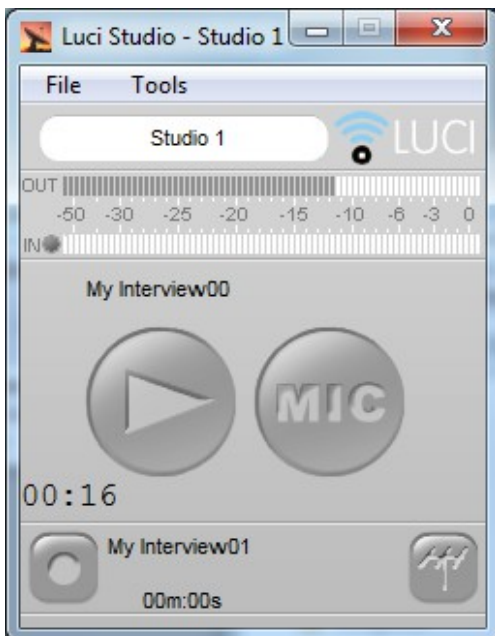 Luci Studio - Studio 1
File Tools
Studio 1
LUCI
OUT
-50 -30 -25 -20 -15 -10 -6 -3 0
IN
My Interview00
MIC
00:16
My Interview01
00m:00s